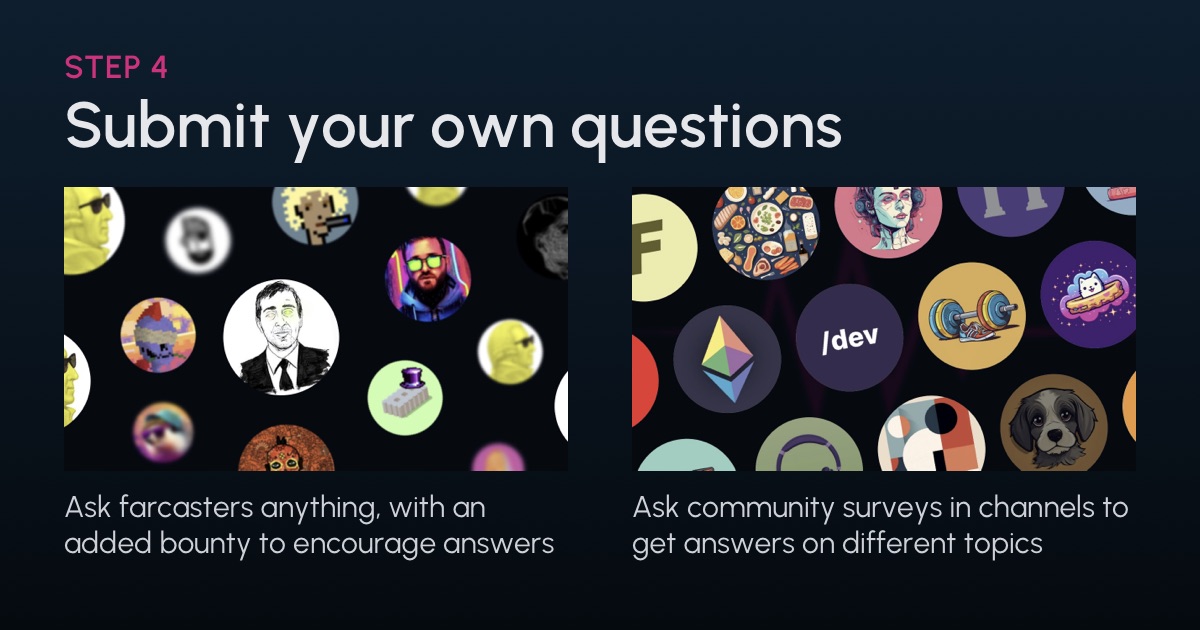 STEP 4
Submit your own questions
F
/dev
Ask farcasters anything, with an
added bounty to encourage answers
Ask community surveys in channels to
get answers on different topics